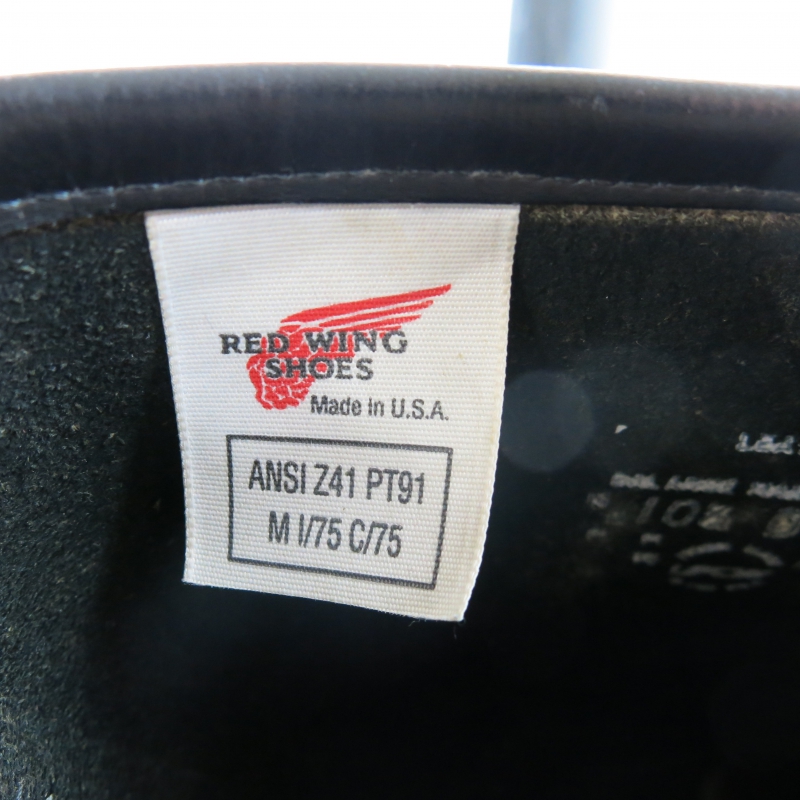 RED WING
SHOES
Made in U.S.A.
ANSI Z41 PT91
M I/75 C/75